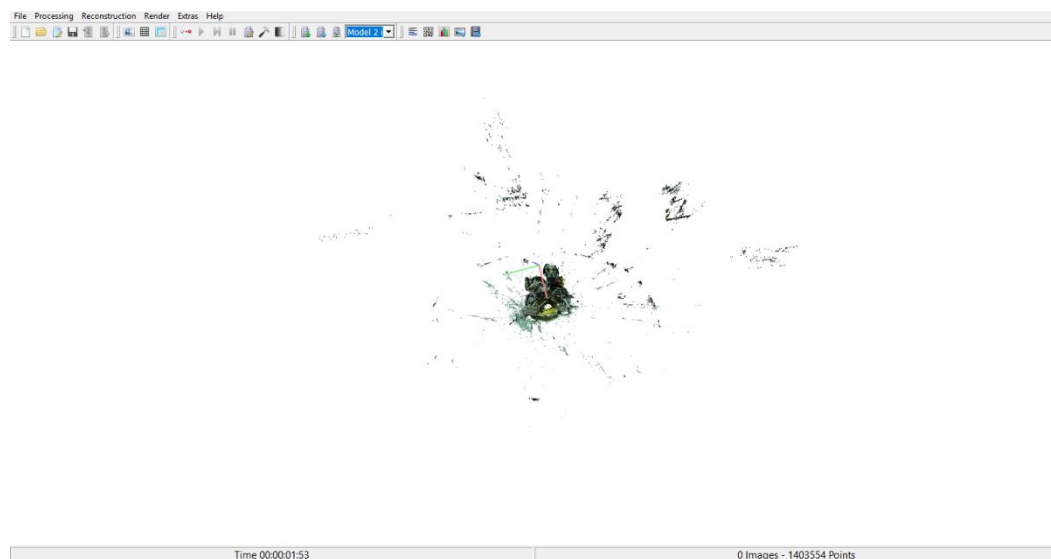 File Processing Reconstruction Render Extras Help
Model 2 (
Time 00:00:01:53
0 Images - 1403554 Points